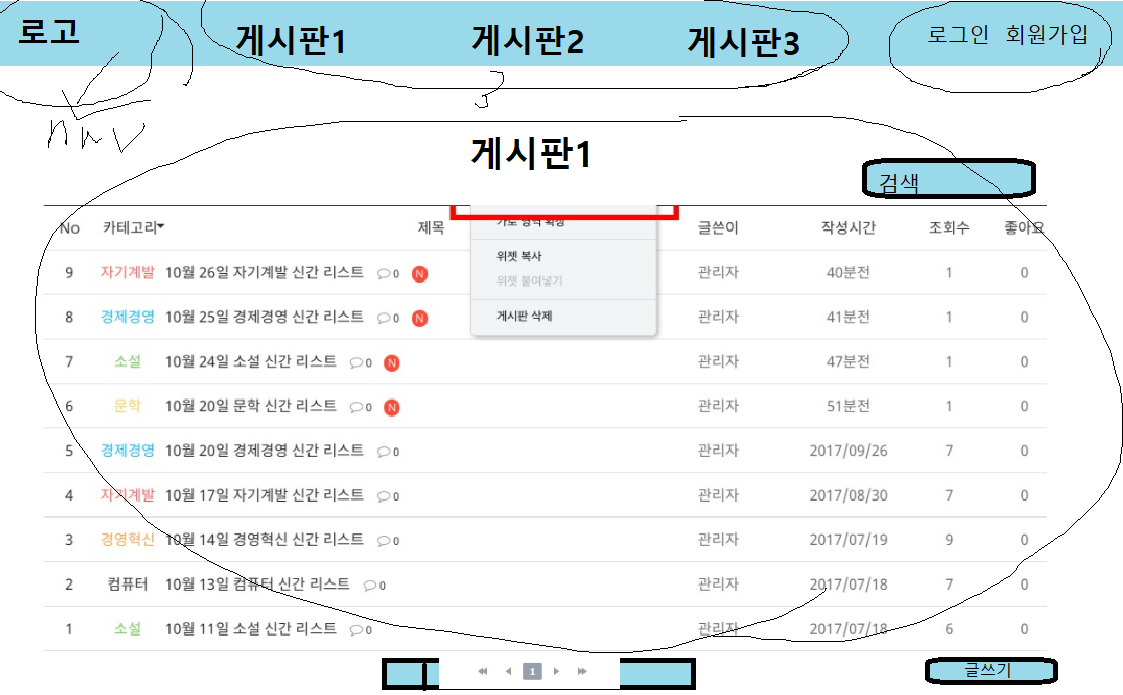 로고 게시판1 게시판2 게시판3 로그인 회원가입
nav
게시판1
검색
No 카테고리 제목 글쓴이 작성시간 조회수 좋아요
가로 영역 확장
위젯 복사
위젯 붙여넣기
게시판 삭제
9 자기계발 10월 26일 자기계발 신간 리스트 0 N 관리자 40분전 1 0
8 경제경영 10월 25일 경제경영 신간 리스트 0 N 관리자 41분전 1 0
7 소설 10월 24일 소설 신간 리스트 0 N 관리자 47분전 1 0
6 문학 10월 20일 문학 신간 리스트 0 N 관리자 51분전 1 0
5 경제경영 10월 20일 경제경영 신간 리스트 0 관리자 2017/09/26 7 0
4 자기계발 10월 17일 자기계발 신간 리스트 0 관리자 2017/08/30 7 0
3 경영혁신 10월 14일 경영혁신 신간 리스트 0 관리자 2017/07/19 9 0
2 컴퓨터 10월 13일 컴퓨터 신간 리스트 0 관리자 2017/07/18 7 0
1 소설 10월 11일 소설 신간 리스트 0 관리자 2017/07/18 6 0
1 글쓰기